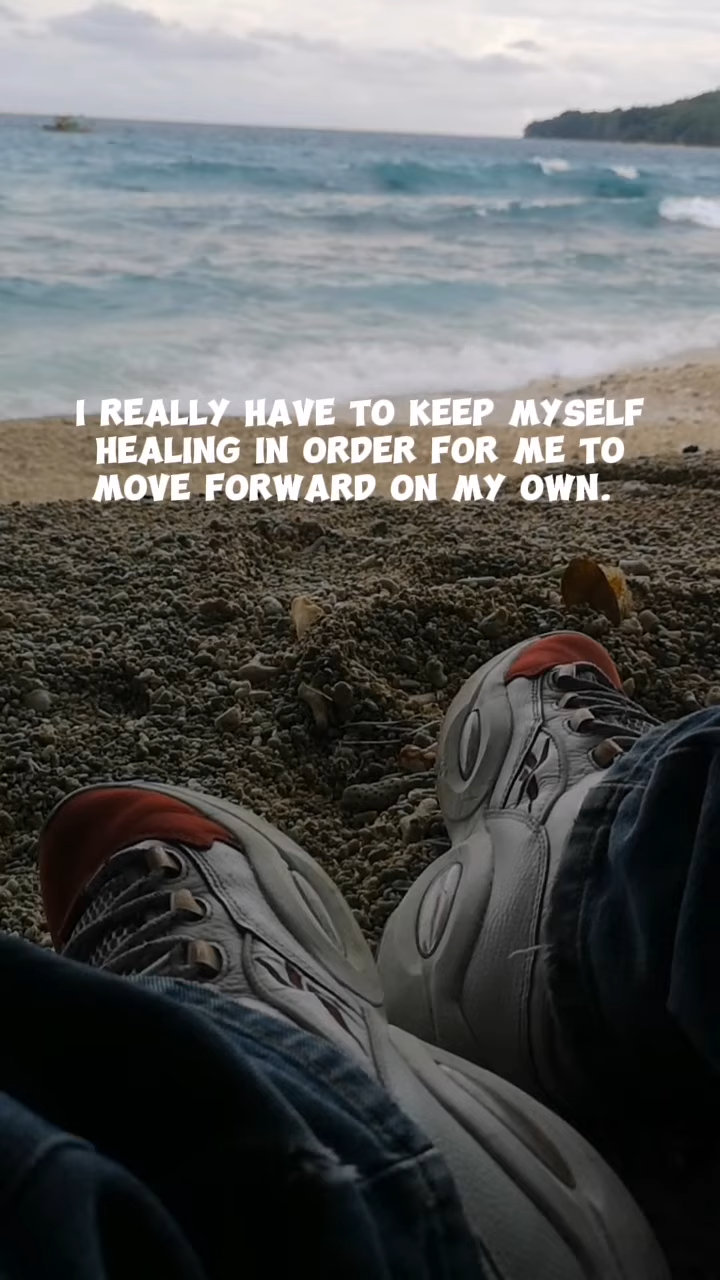 I REALLY HAVE TO KEEP MYSELF
HEALING IN ORDER FOR ME TO
MOVE FORWARD ON MY OWN.